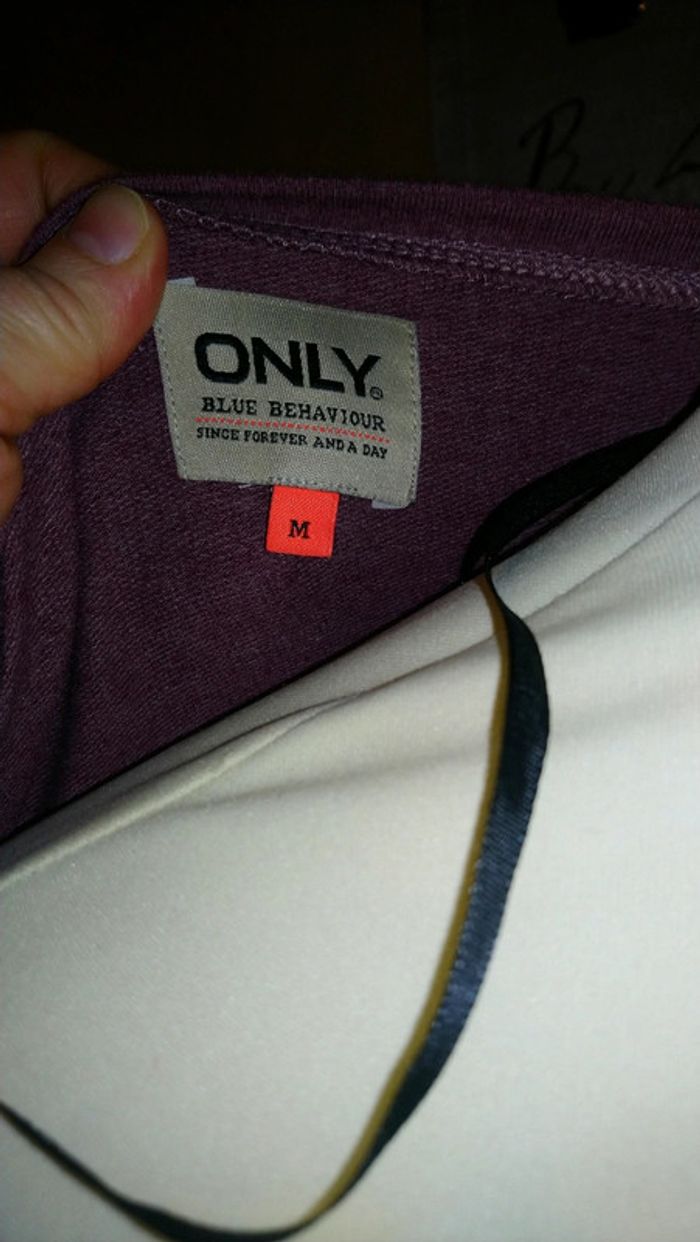 ONLY®
BLUE BEHAVIOUR
SINCE FOREVER AND A DAY
M